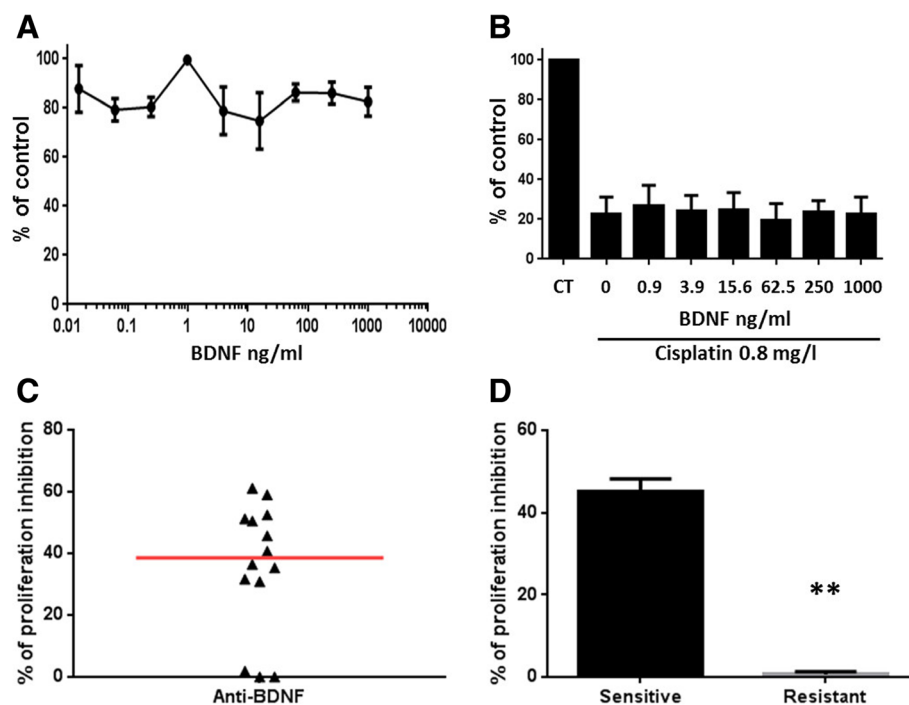 A
% of control
100
80
60
40
20
0
0.01 0.1 1 10 100 1000 10000
BDNF ng/ml
B
% of control
100
80
60
40
20
0
CT 0 0.9 3.9 15.6 62.5 250 1000
BDNF ng/ml
Cisplatin 0.8 mg/l
C
% of proliferation inhibition
80
60
40
20
0
Anti-BDNF
D
% of proliferation inhibition
60
40
20
0
**
Sensitive Resistant